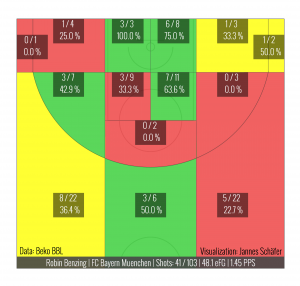 1 / 4
25.0 %
3 / 3
100.0 %
6 / 8
75.0 %
1 / 3
33.3 %
0 / 1
0.0 %
1 / 2
50.0 %
3 / 7
42.9 %
3 / 9
33.3 %
7 / 11
63.6 %
0 / 3
0.0 %
0 / 2
0.0 %
8 / 22
36.4 %
3 / 6
50.0 %
5 / 22
22.7 %
Data: Beko BBL
Visualization: Jannes Schäfer
Robin Benzing | FC Bayern Muenchen | Shots: 41 / 103 | 48.1 eFG | 1.45 PPS